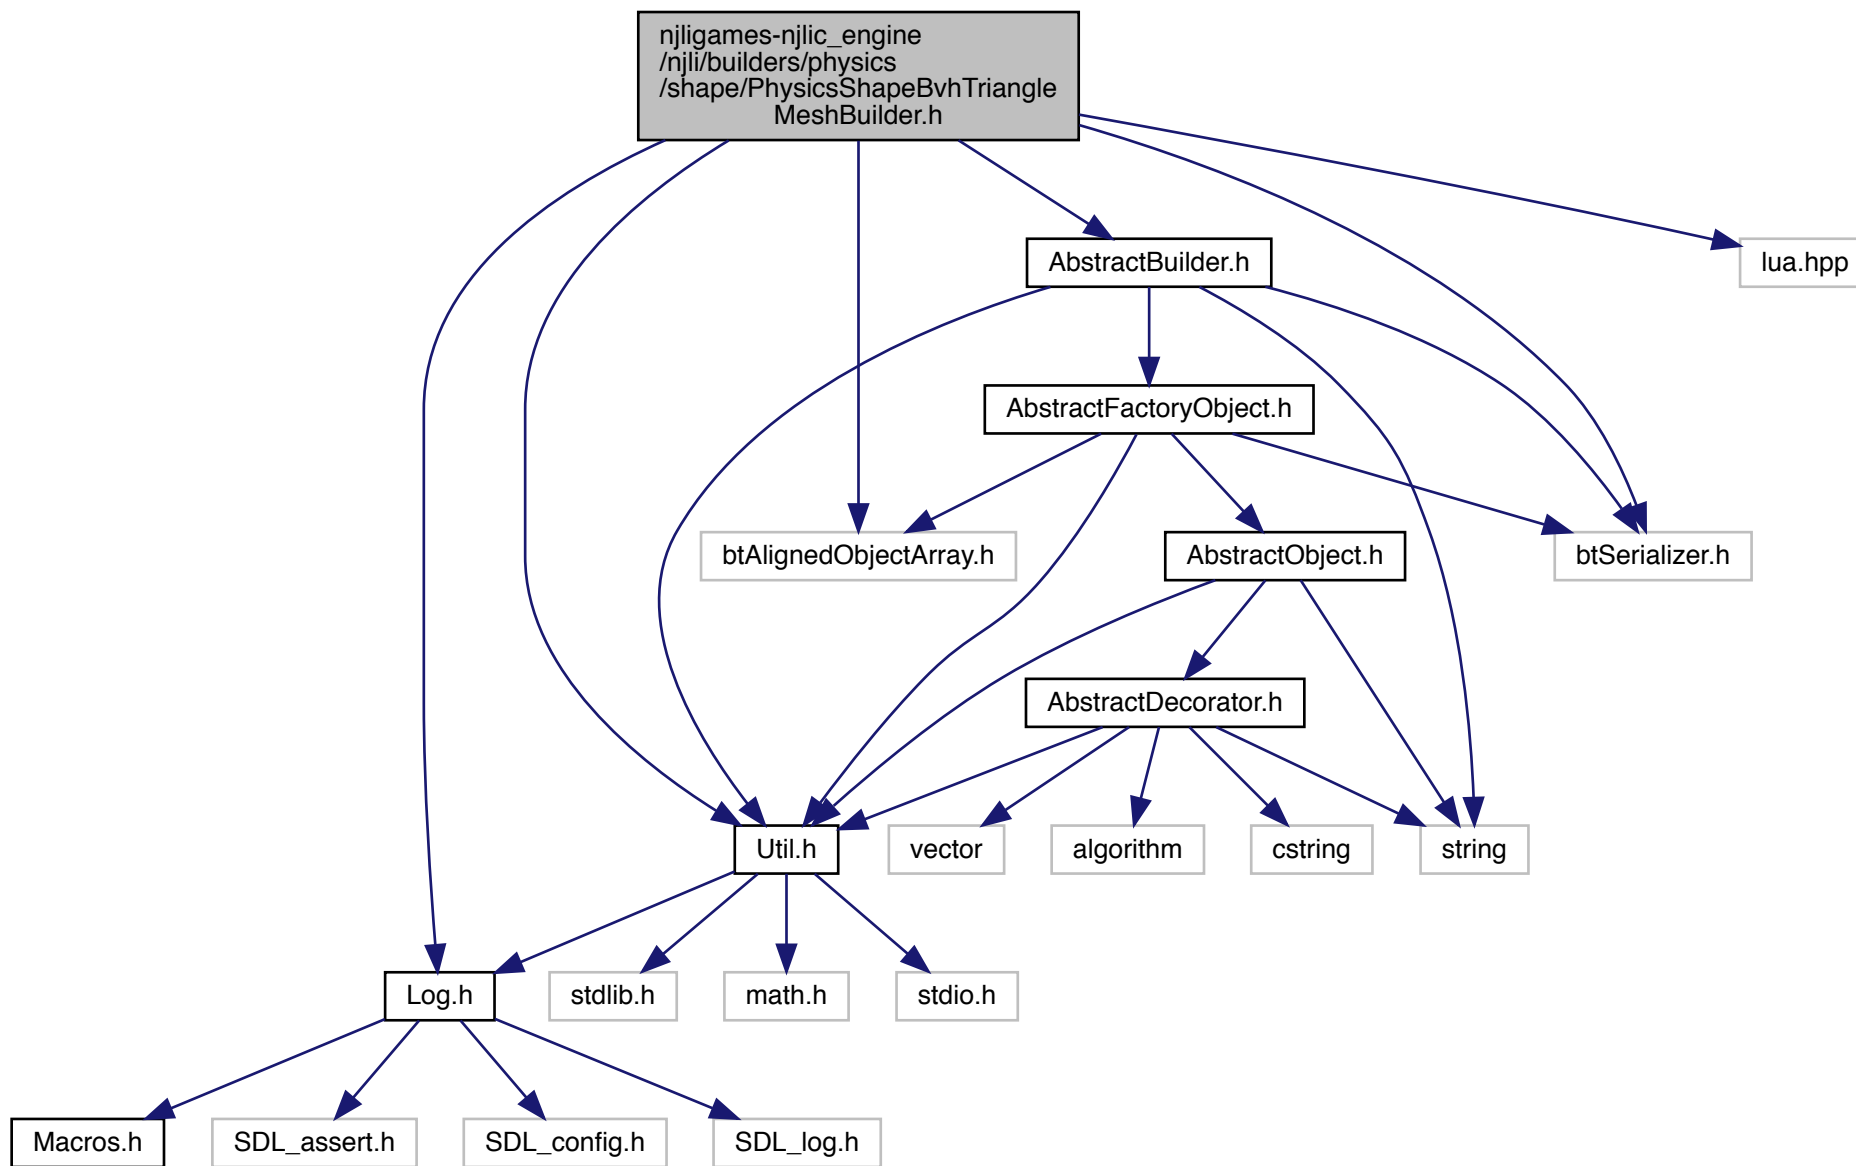 njligames-njlic_engine
/njli/builders/physics
/shape/PhysicsShapeBvhTriangle
MeshBuilder.h
AbstractBuilder.h
lua.hpp
AbstractFactoryObject.h
btAlignedObjectArray.h
AbstractObject.h
btSerializer.h
AbstractDecorator.h
Util.h
vector
algorithm
cstring
string
Log.h
stdlib.h
math.h
stdio.h
Macros.h
SDL_assert.h
SDL_config.h
SDL_log.h